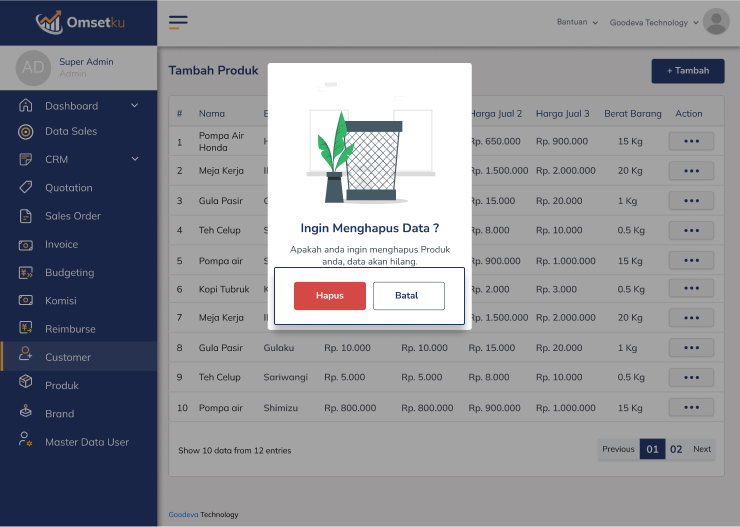 Omsetku
Bantuan
Goodeva Technology
AD
Super Admin
Admin
Dashboard
Data Sales
CRM
Quotation
Sales Order
Invoice
Budgeting
Komisi
Reimburse
Customer
Produk
Brand
Master Data User
Tambah Produk
+ Tambah
# Nama Harga Jual 2 Harga Jual 3 Berat Barang Action
1 Pompa Air Honda Rp. 650.000 Rp. 900.000 15 Kg
2 Meja Kerja Rp. 1.500.000 Rp. 2.000.000 20 Kg
3 Gula Pasir Rp. 15.000 Rp. 20.000 1 Kg
4 Teh Celup Rp. 8.000 Rp. 10.000 0.5 Kg
5 Pompa air Rp. 900.000 Rp. 1.000.000 15 Kg
6 Kopi Tubruk Rp. 2.000 Rp. 3.000 0.5 Kg
7 Meja Kerja Rp. 1.500.000 Rp. 2.000.000 20 Kg
8 Gula Pasir Gulaku Rp. 10.000 Rp. 10.000 Rp. 15.000 Rp. 20.000 1 Kg
9 Teh Celup Sariwangi Rp. 5.000 Rp. 5.000 Rp. 8.000 Rp. 10.000 0.5 Kg
10 Pompa air Shimizu Rp. 800.000 Rp. 800.000 Rp. 900.000 Rp. 1.000.000 15 Kg
Ingin Menghapus Data ?
Apakah anda ingin menghapus Produk
anda, data akan hilang.
Hapus
Batal
Show 10 data from 12 entries
Previous 01 02 Next
Goodeva Technology